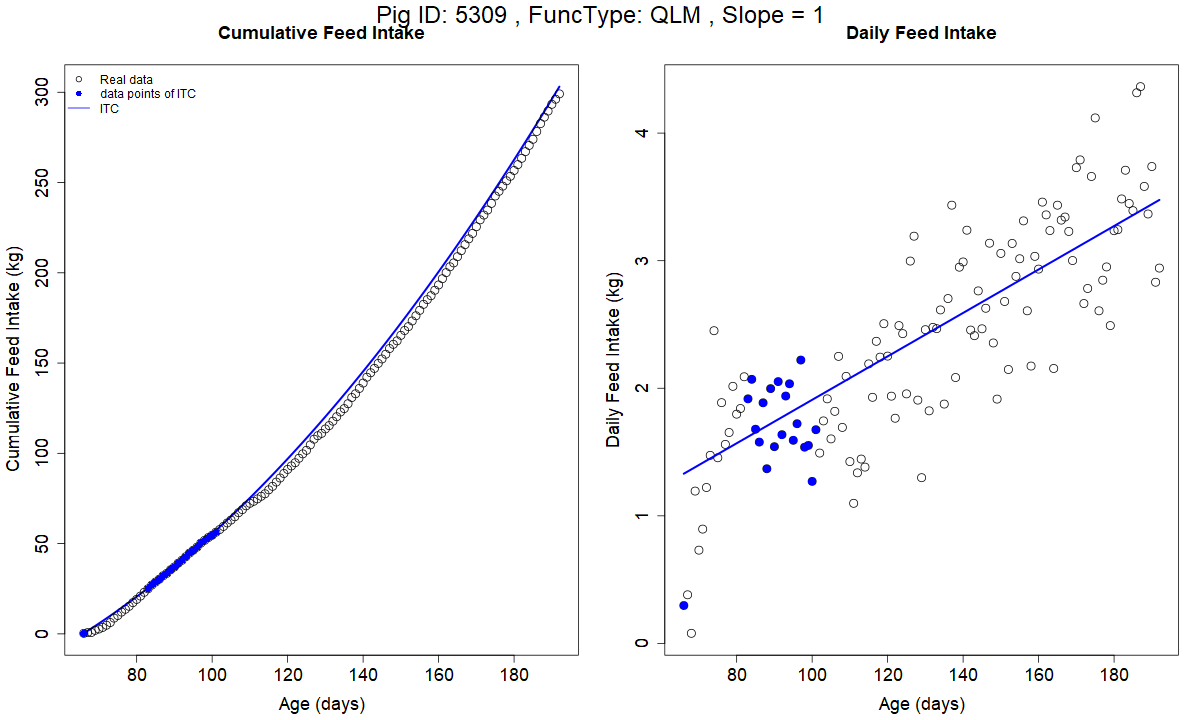 Pig ID: 5309 , FuncType: QLM , Slope = 1
Cumulative Feed Intake
Real data
data points of ITC
ITC
Cumulative Feed Intake (kg)
0
50
100
150
200
250
300
80
100
120
140
160
180
Age (days)
Daily Feed Intake
Daily Feed Intake (kg)
0
1
2
3
4
80
100
120
140
160
180
Age (days)